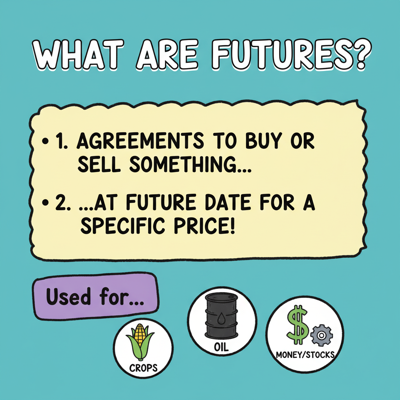 WHAT ARE FUTURES?
• 1. AGREEMENTS TO BUY OR
SELL SOMETHING...
• 2. ...AT FUTURE DATE FOR A
SPECIFIC PRICE!
Used for...
CROPS
OIL
$
MONEY/STOCKS